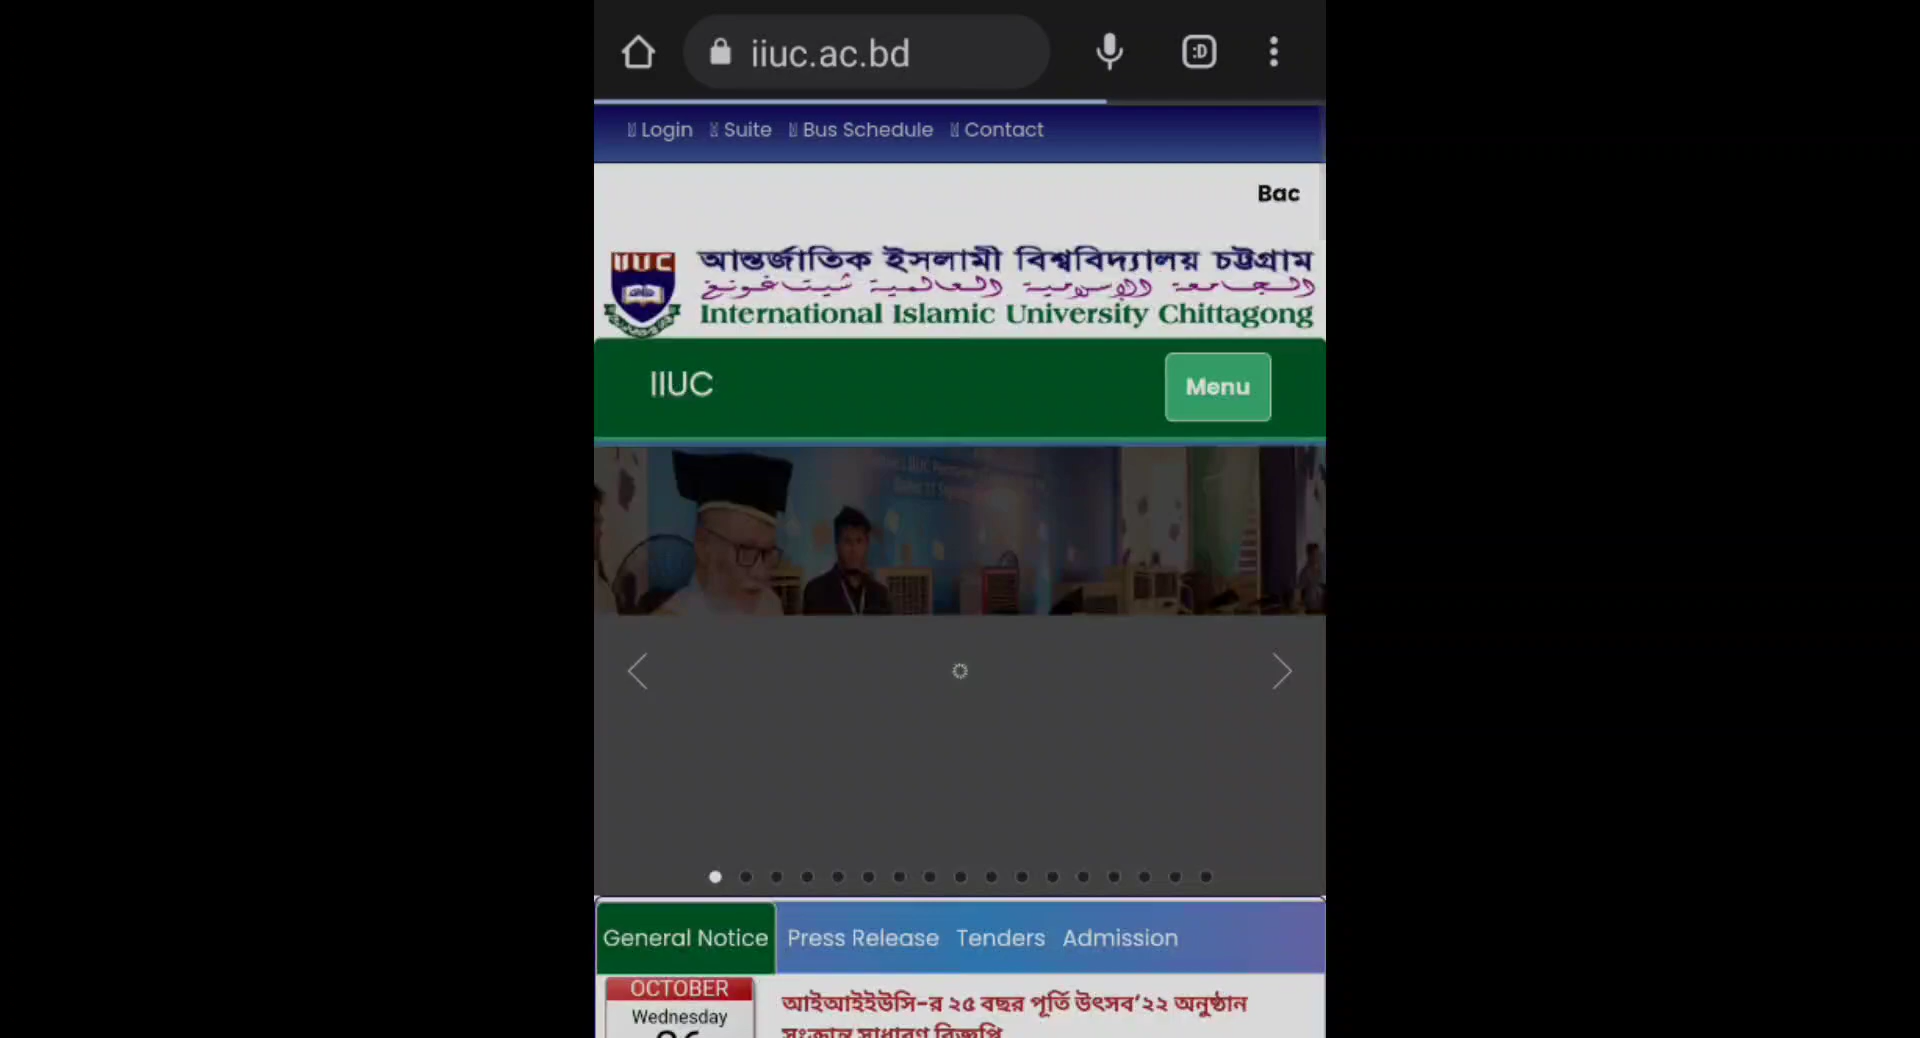 iiuc.ac.bd
:D
Login Suite Bus Schedule Contact
Bac
IIUC
আন্তর্জাতিক ইসলামী বিশ্ববিদ্যালয় চট্টগ্রাম
الجامعة الإسلامية العالمية شيتاغونغ
International Islamic University Chittagong
IIUC
Menu
General Notice Press Release Tenders Admission
OCTOBER
Wednesday
আইআইইউসি-র ২৫ বছর পূর্তি উৎসব’২২ অনুষ্ঠান
সংক্রান্ত সাধারণ বিজ্ঞপ্তি